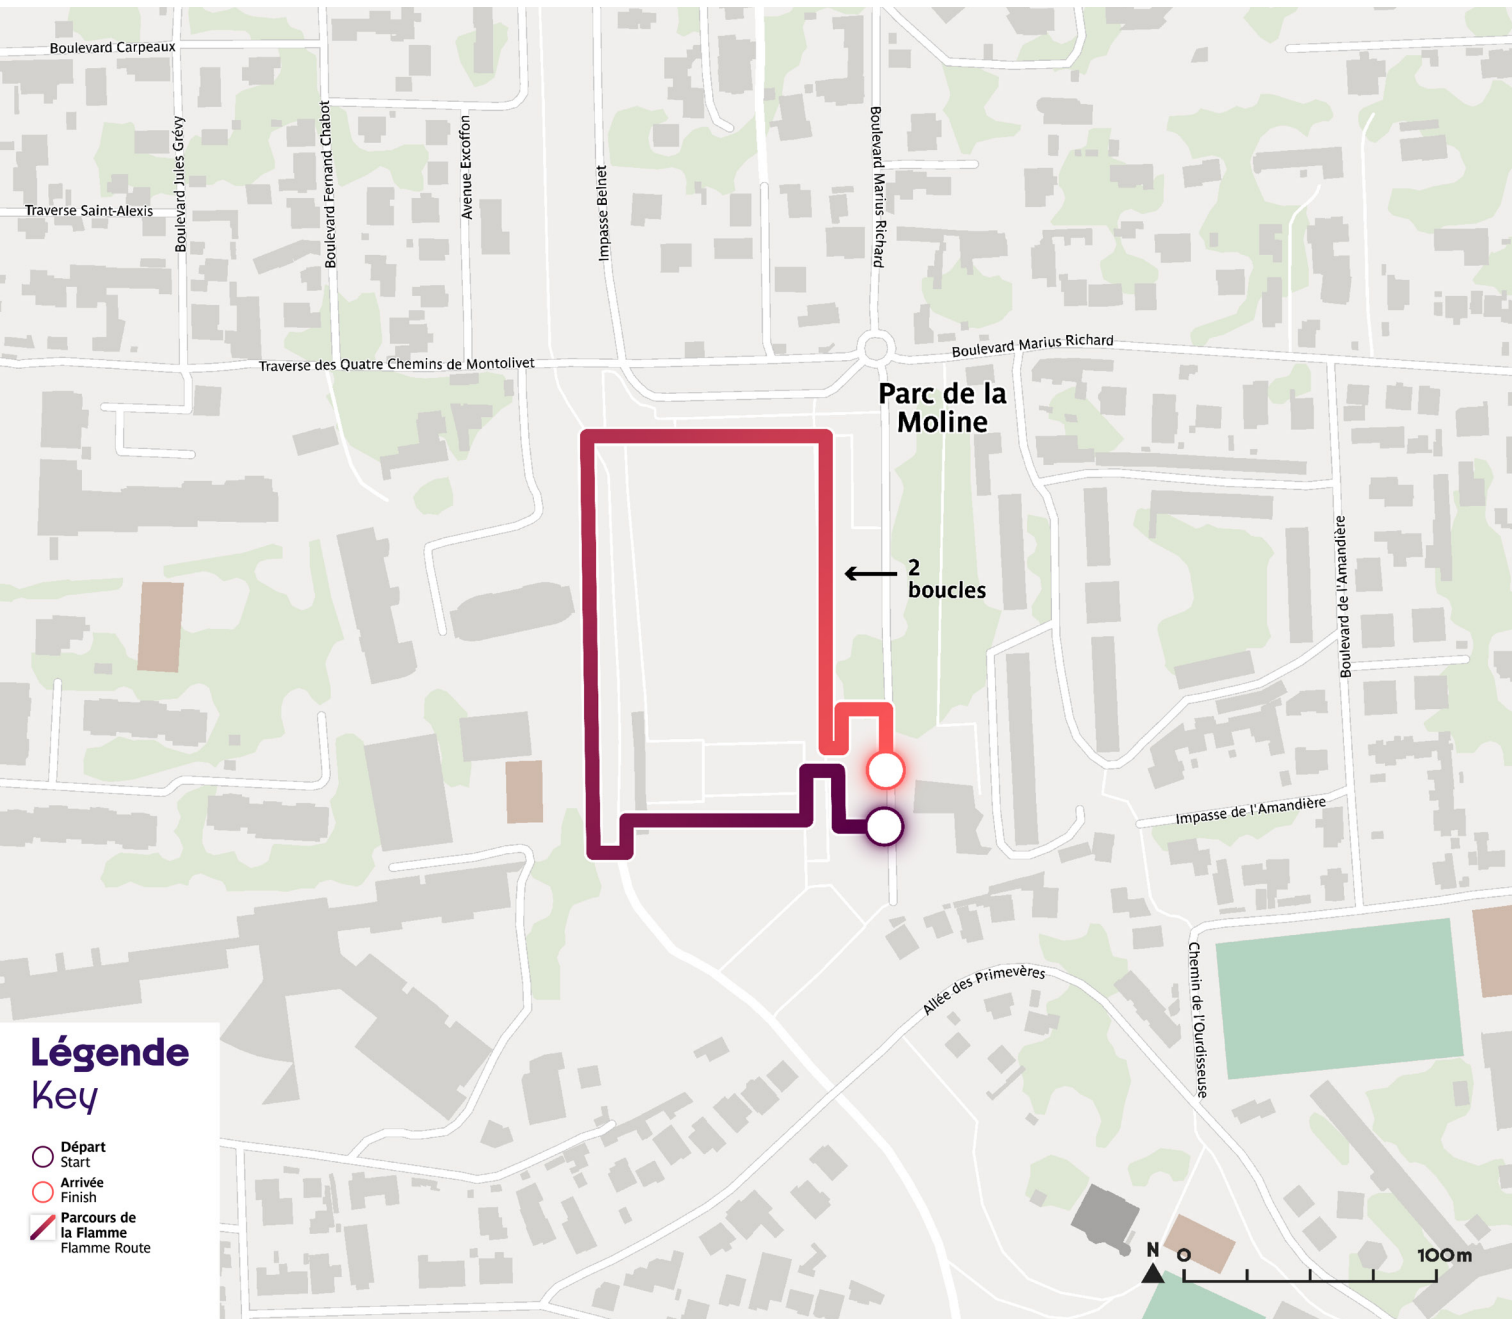 Boulevard Carpeaux
Boulevard Jules Grévy
Boulevard Fernand Chabot
Avenue Excoffon
Impasse Belnet
Boulevard Marius Richard
Traverse Saint-Alexis
Traverse des Quatre Chemins de Montolivet
Boulevard Marius Richard
Parc de la
Moline
2
boucles
Boulevard de l'Amandière
Impasse de l'Amandière
Allée des Primevères
Chemin de l'Ourdisseuse
Légende
Key
Départ
Start
Arrivée
Finish
Parcours de
la Flamme
Flamme Route
N 0 100m